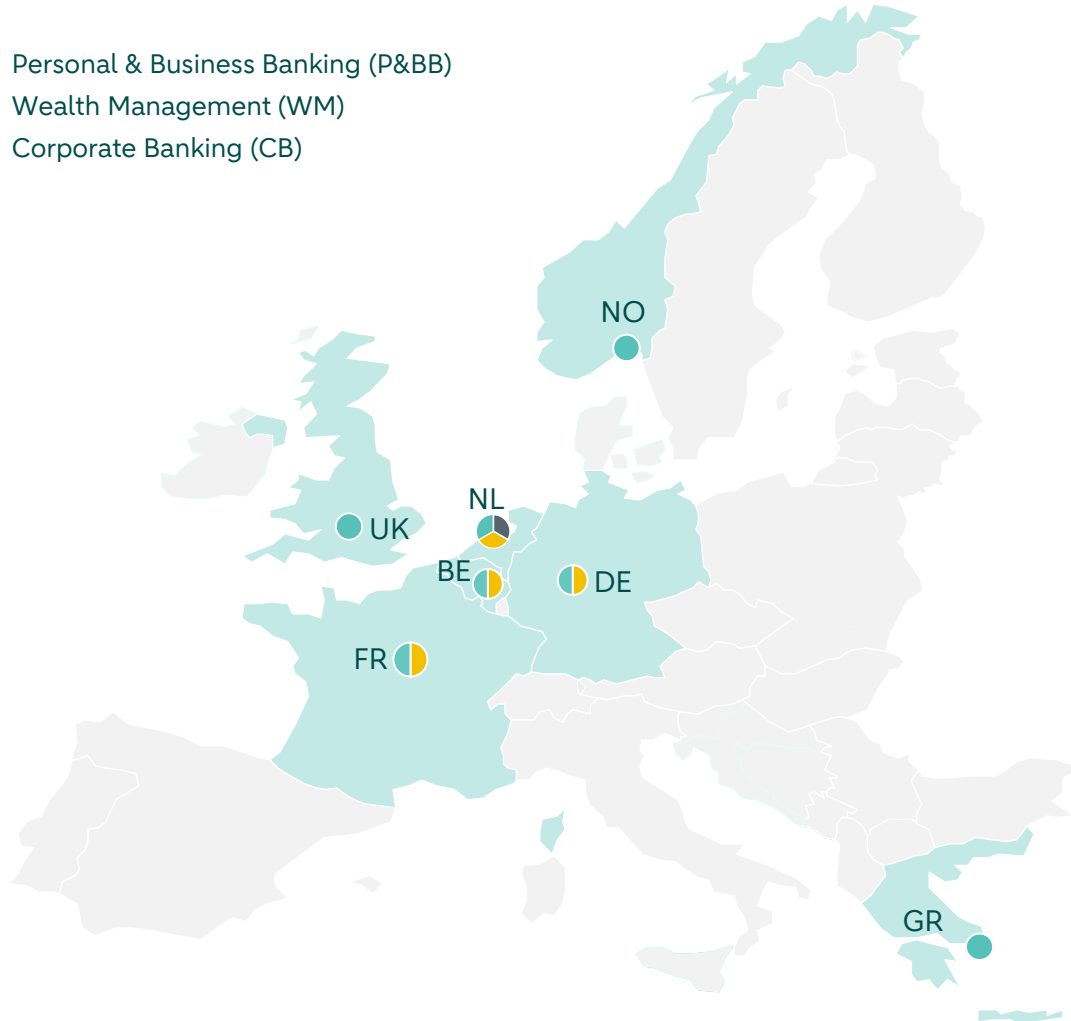 Personal & Business Banking (P&BB)
Wealth Management (WM)
Corporate Banking (CB)
NO
NL
UK
BE
DE
FR
GR